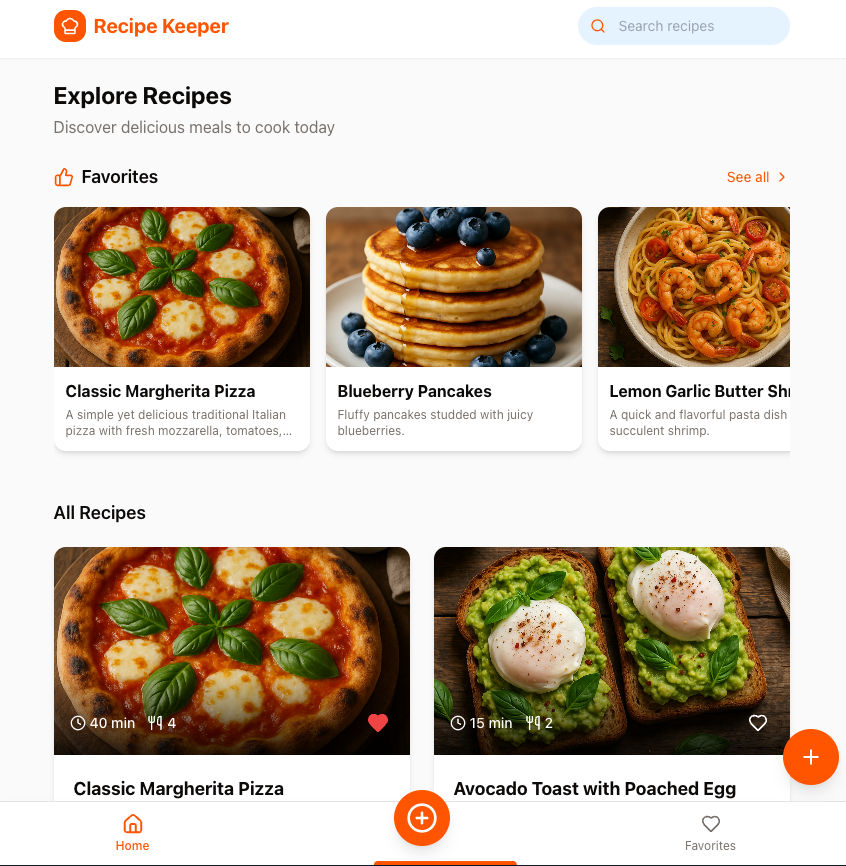 Recipe Keeper
Search recipes
Explore Recipes
Discover delicious meals to cook today
Favorites
See all
Classic Margherita Pizza
A simple yet delicious traditional Italian
pizza with fresh mozzarella, tomatoes,...
Blueberry Pancakes
Fluffy pancakes studded with juicy
blueberries.
Lemon Garlic Butter Shr
A quick and flavorful pasta dish
succulent shrimp.
All Recipes
40 min 4
15 min 2
Classic Margherita Pizza
Avocado Toast with Poached Egg
Home
Favorites